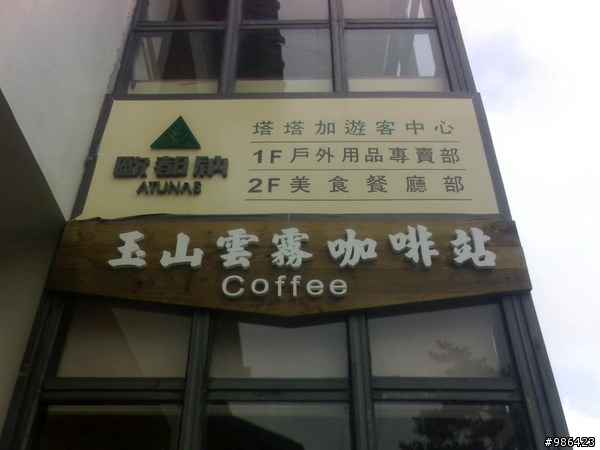 塔塔加遊客中心
歐都納
ATUNAS
1F 戶外用品專賣部
2F 美食餐廳部
玉山雲霧咖啡站
Coffee
#986423